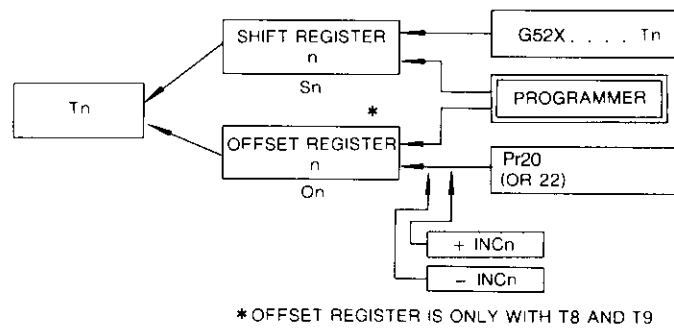 SHIFT REGISTER
n
Sn
G52X . . . . Tn
PROGRAMMER
Tn
*
OFFSET REGISTER
n
On
Pr20
(OR 22)
+ INCn
- INCn
* OFFSET REGISTER IS ONLY WITH T8 AND T9